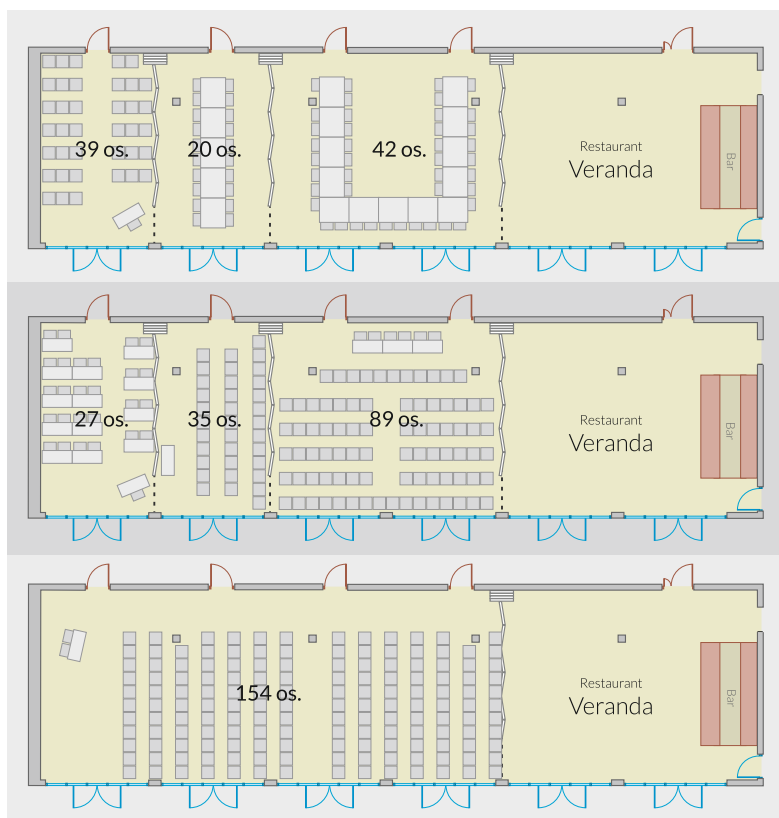 39 os.
20 os.
42 os.
Restaurant
Veranda
Bar
27 os.
35 os.
89 os.
Restaurant
Veranda
Bar
154 os.
Restaurant
Veranda
Bar